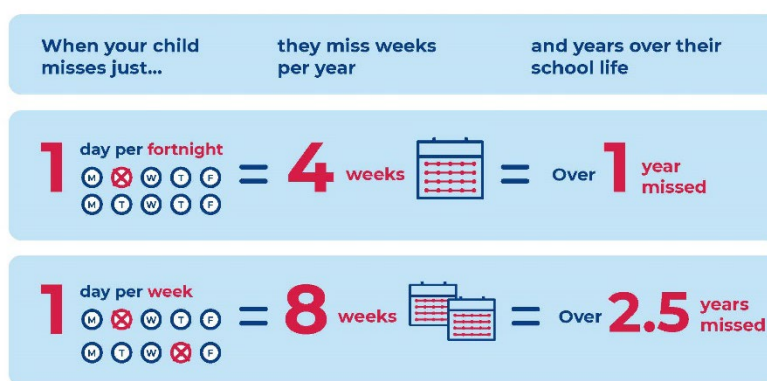 When your child
misses just...
they miss weeks
per year
and years over their
school life
1 day per fortnight
M T W T F
M T W T F
= 4 weeks = Over 1 year
missed
1 day per week
M T W T F
M T W T F
= 8 weeks = Over 2.5 years
missed